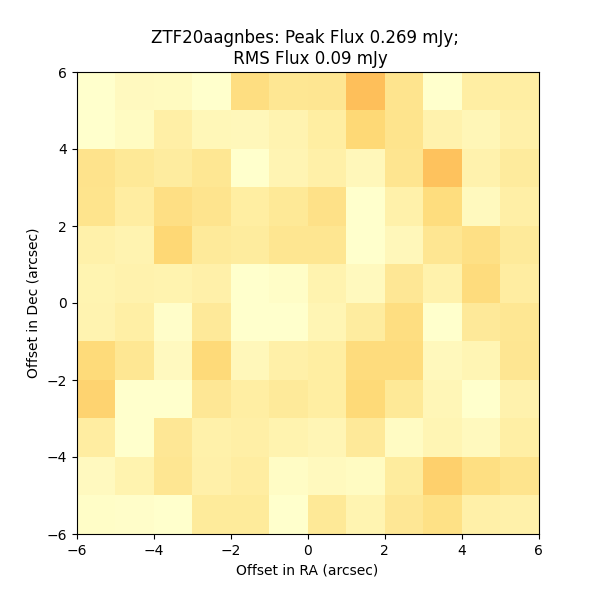 ZTF20aagnbes: Peak Flux 0.269 mJy;
RMS Flux 0.09 mJy
6
4
2
0
−2
−4
−6
Offset in Dec (arcsec)
−6 −4 −2 0 2 4 6
Offset in RA (arcsec)